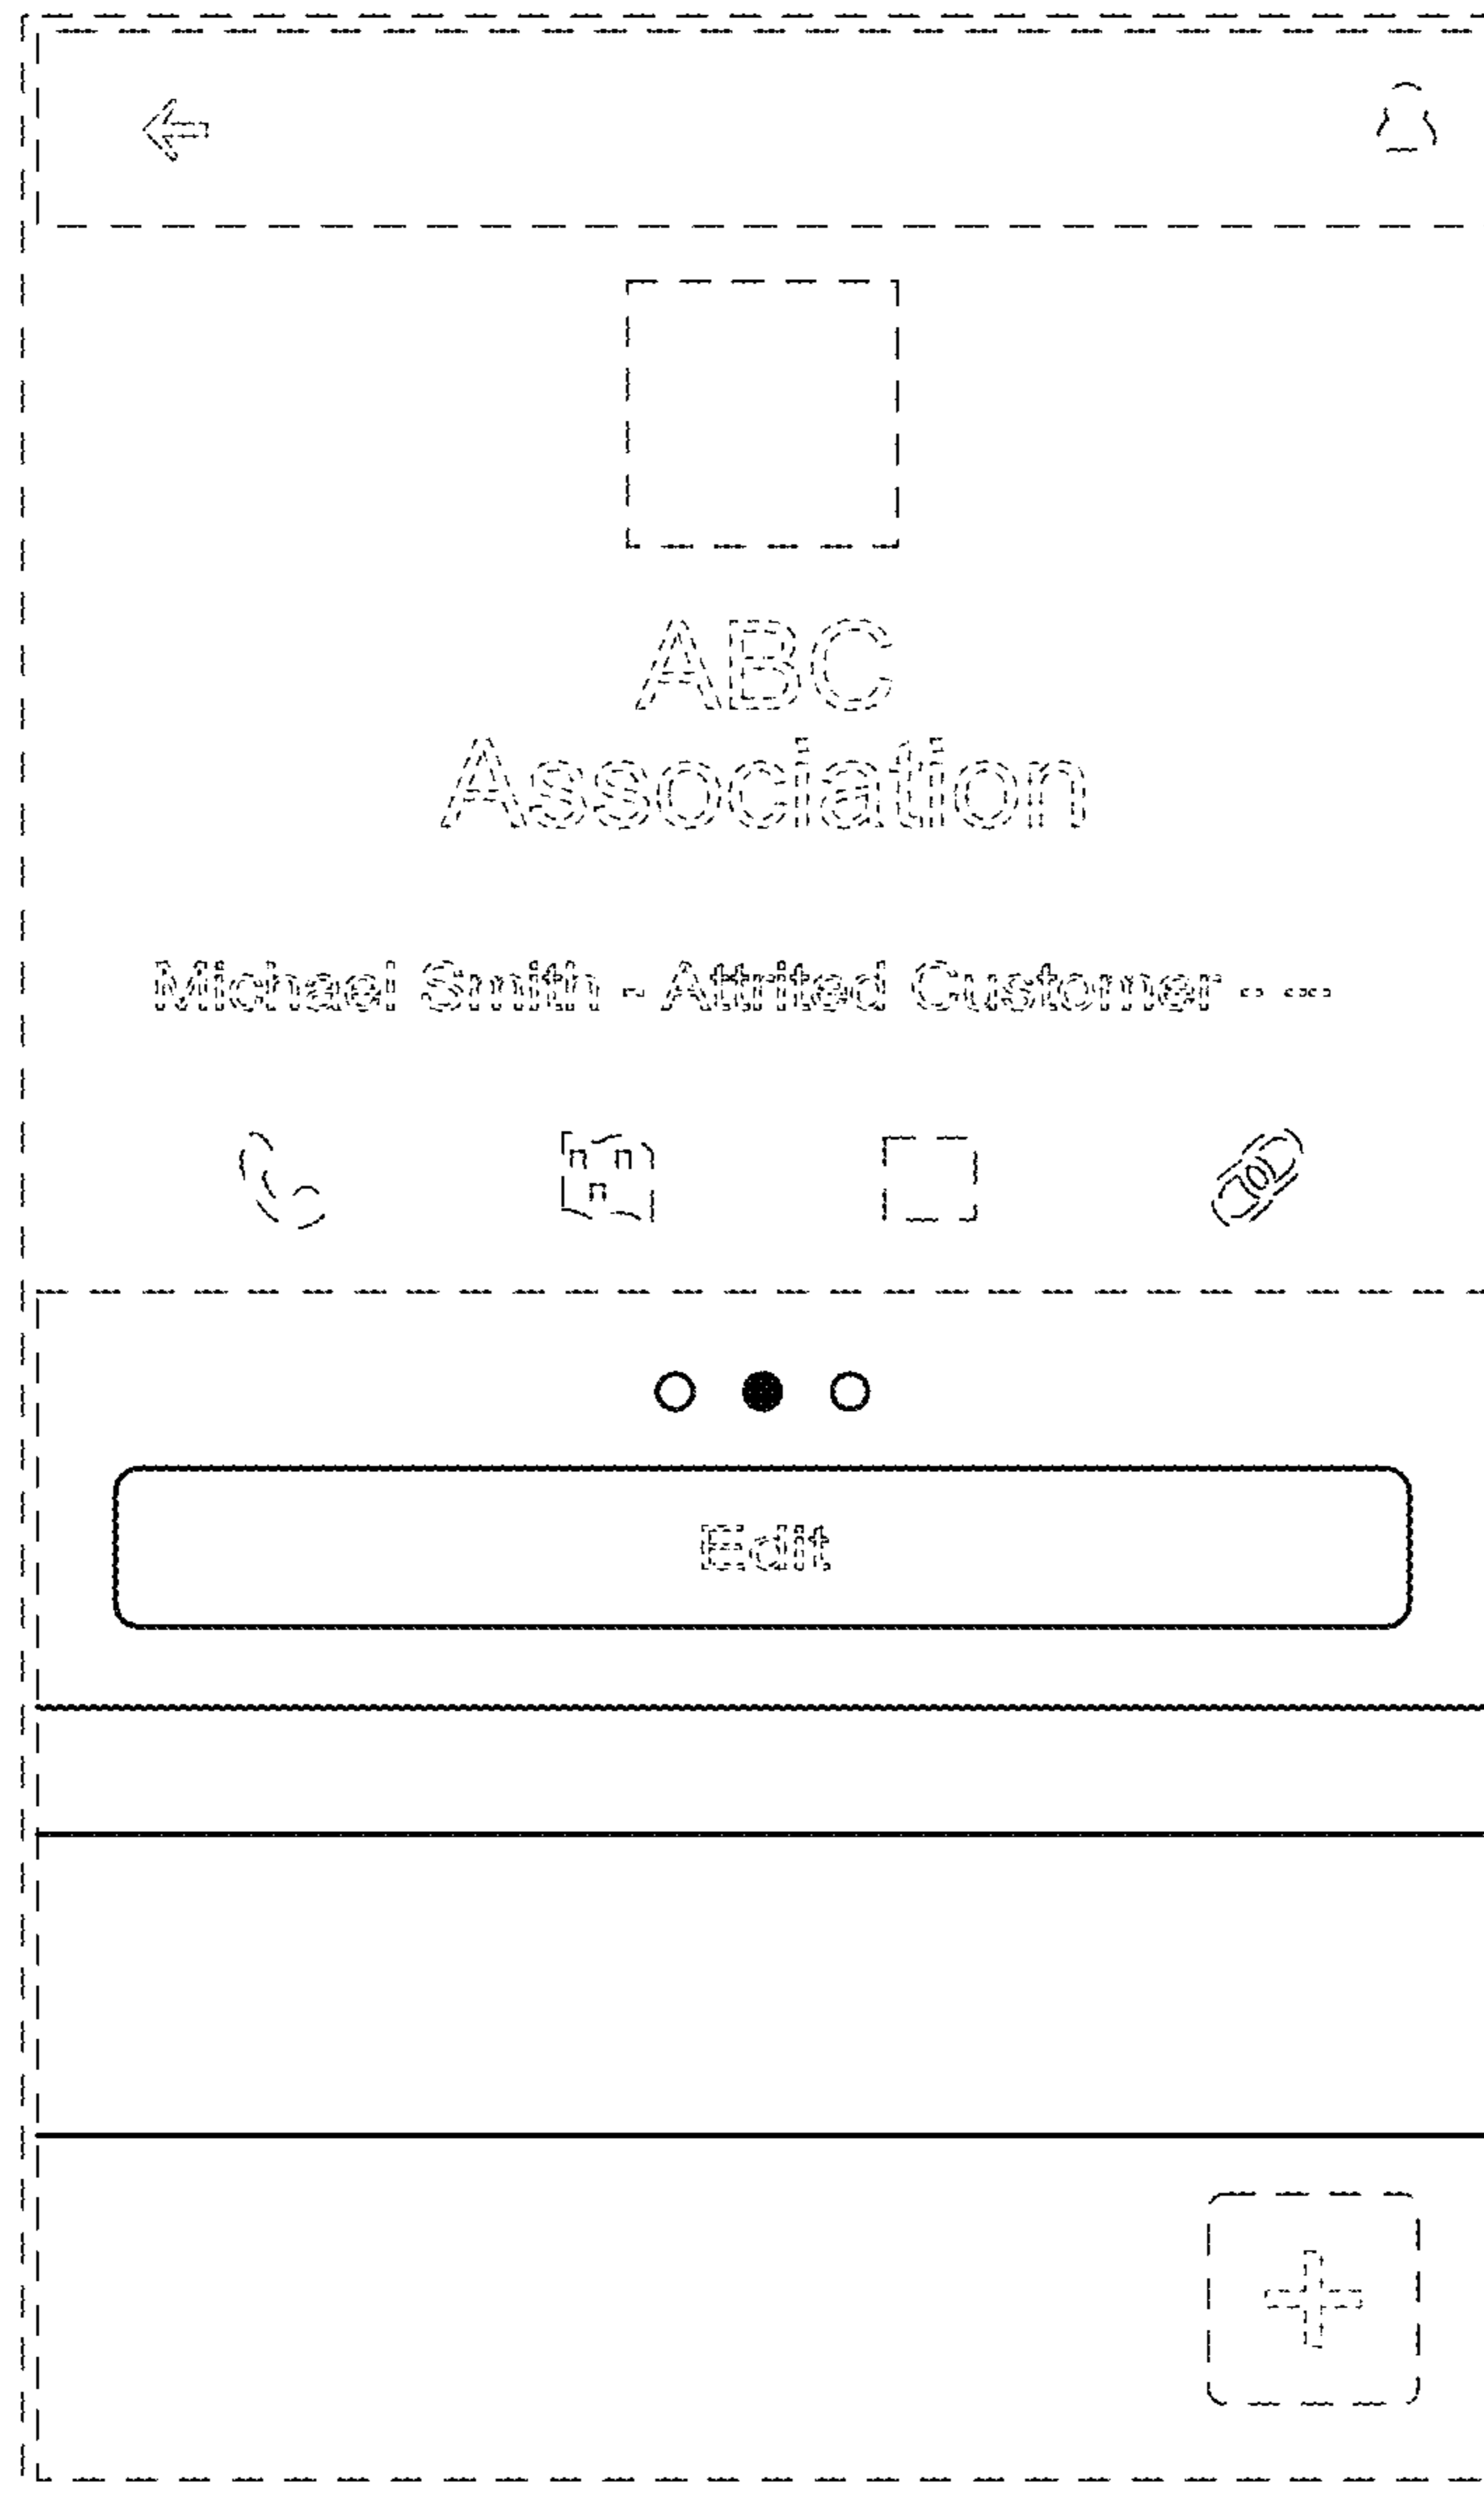 ABC
Association
Michael Smith - Attrited Customer - ...
Edit